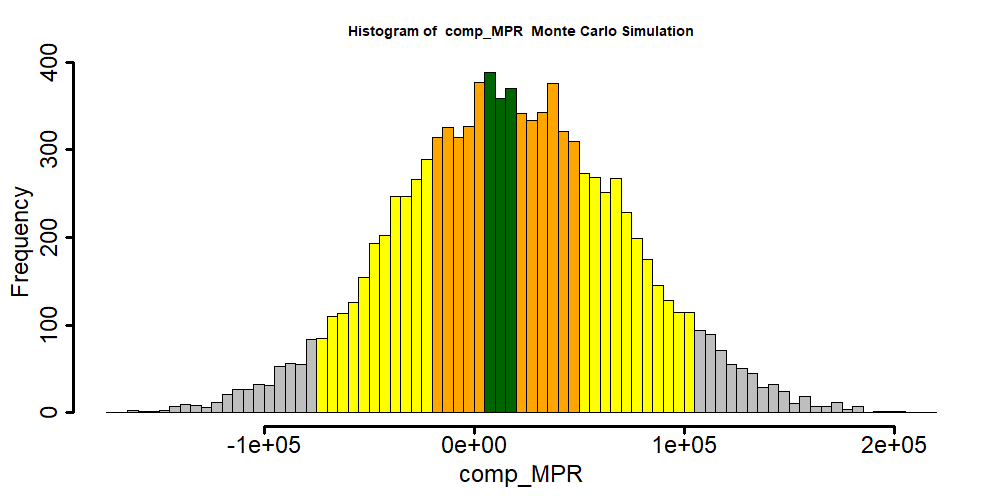 Histogram of  comp_MPR  Monte Carlo Simulation
Frequency
400
300
200
100
0
-1e+05 0e+00 1e+05 2e+05
comp_MPR